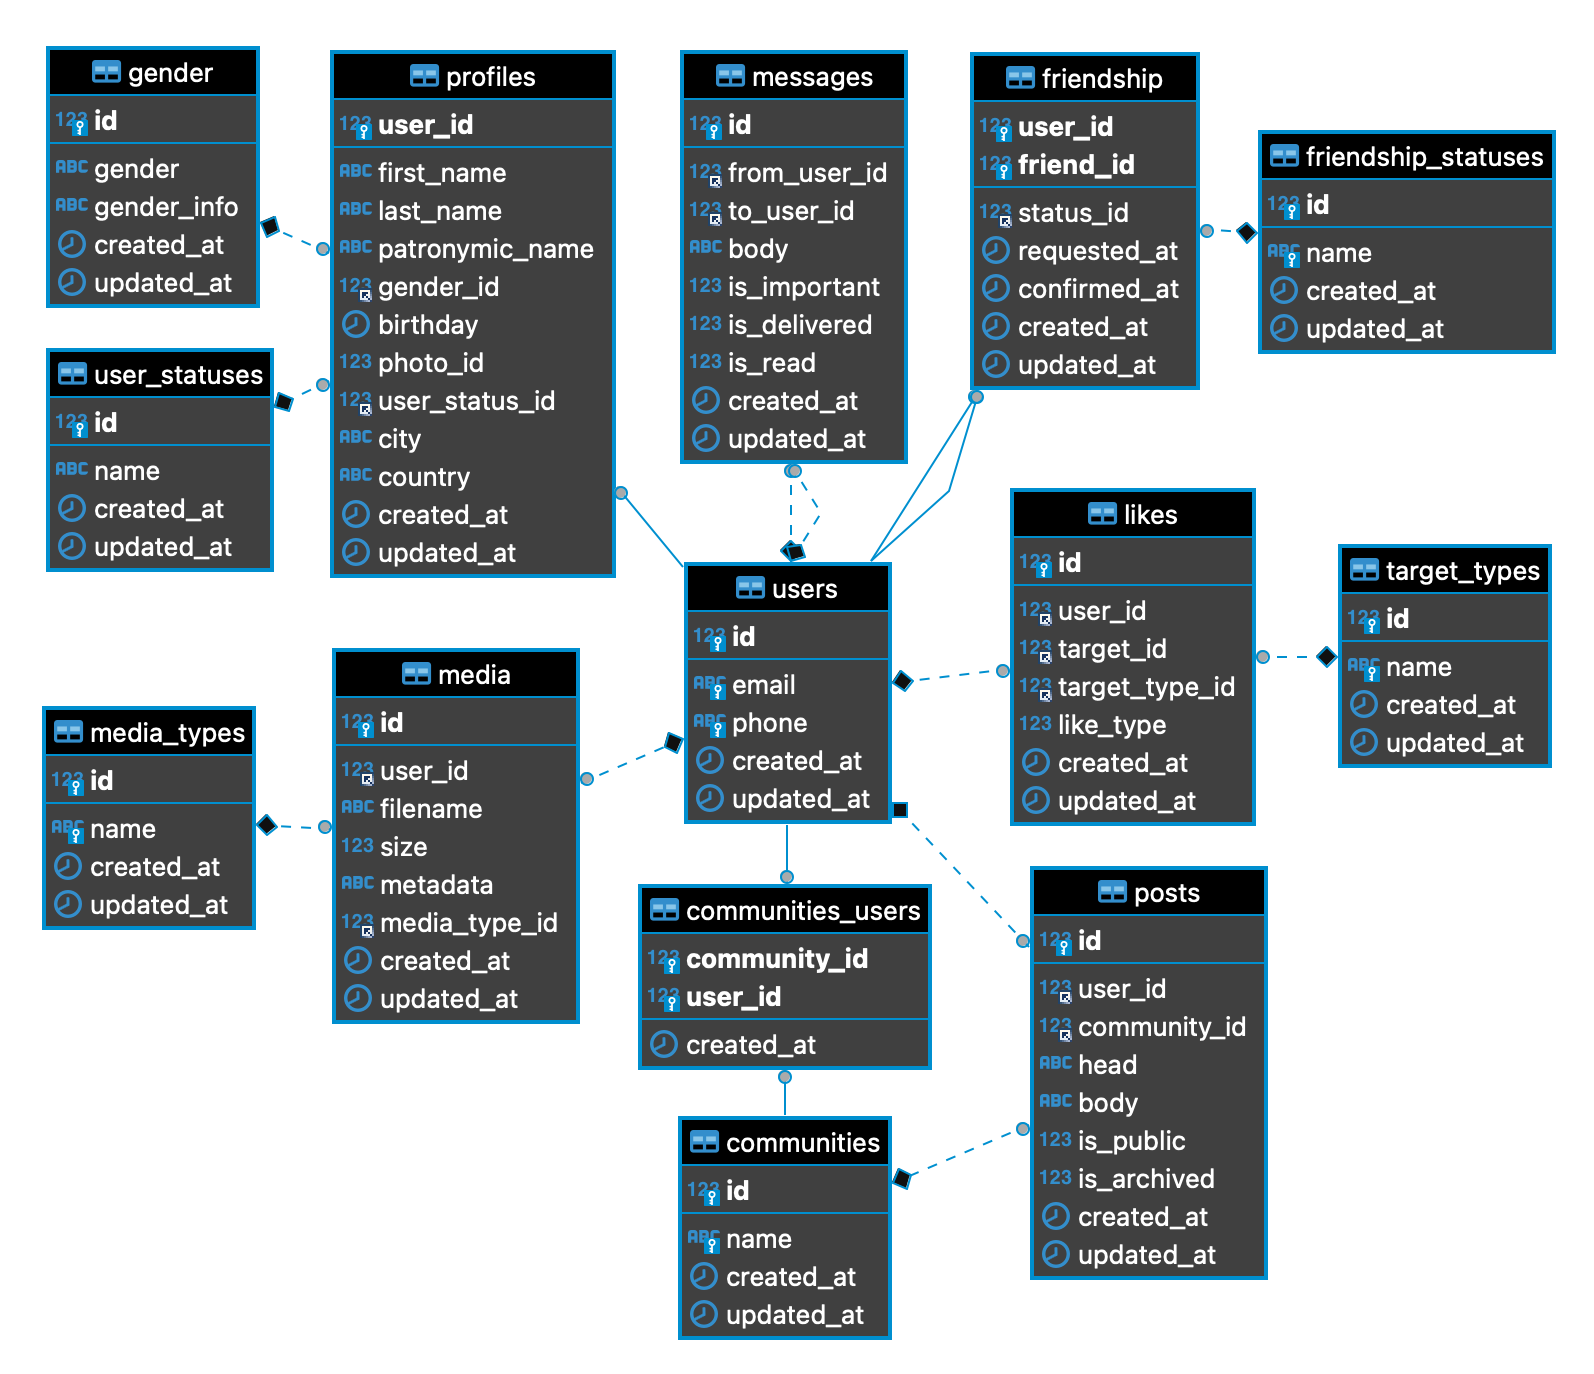 gender
123 id
ABC gender
ABC gender_info
created_at
updated_at
profiles
123 user_id
ABC first_name
ABC last_name
ABC patronymic_name
123 gender_id
birthday
123 photo_id
123 user_status_id
ABC city
ABC country
created_at
updated_at
messages
123 id
123 from_user_id
123 to_user_id
ABC body
123 is_important
123 is_delivered
123 is_read
created_at
updated_at
friendship
123 user_id
123 friend_id
123 status_id
requested_at
confirmed_at
created_at
updated_at
friendship_statuses
123 id
ABC name
created_at
updated_at
user_statuses
123 id
ABC name
created_at
updated_at
users
123 id
ABC email
ABC phone
created_at
updated_at
likes
123 id
123 user_id
123 target_id
123 target_type_id
123 like_type
created_at
updated_at
target_types
123 id
ABC name
created_at
updated_at
media_types
123 id
ABC name
created_at
updated_at
media
123 id
123 user_id
ABC filename
123 size
ABC metadata
123 media_type_id
created_at
updated_at
communities_users
123 community_id
123 user_id
created_at
posts
123 id
123 user_id
123 community_id
ABC head
ABC body
123 is_public
123 is_archived
created_at
updated_at
communities
123 id
ABC name
created_at
updated_at